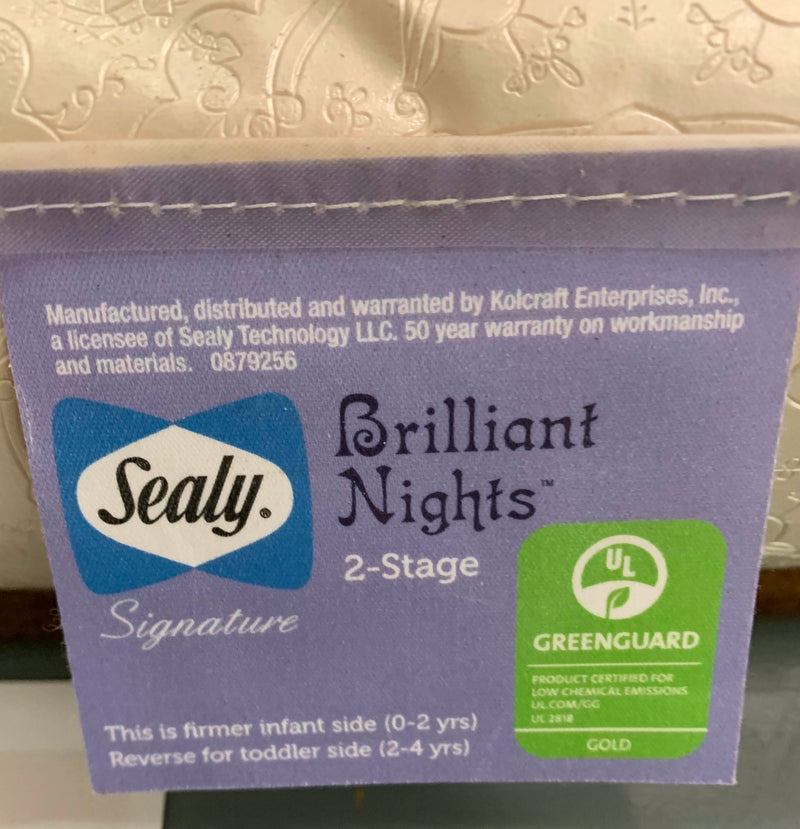 Manufactured, distributed and warranted by Kolcraft Enterprises, Inc.,
a licensee of Sealy Technology LLC. 50 year warranty on workmanship
and materials. 0879256
Sealy®
Signature
Brilliant
Nights™
2-Stage
UL
GREENGUARD
PRODUCT CERTIFIED FOR
LOW CHEMICAL EMISSIONS
UL.COM/GG
UL 2818
GOLD
This is firmer infant side (0-2 yrs)
Reverse for toddler side (2-4 yrs)